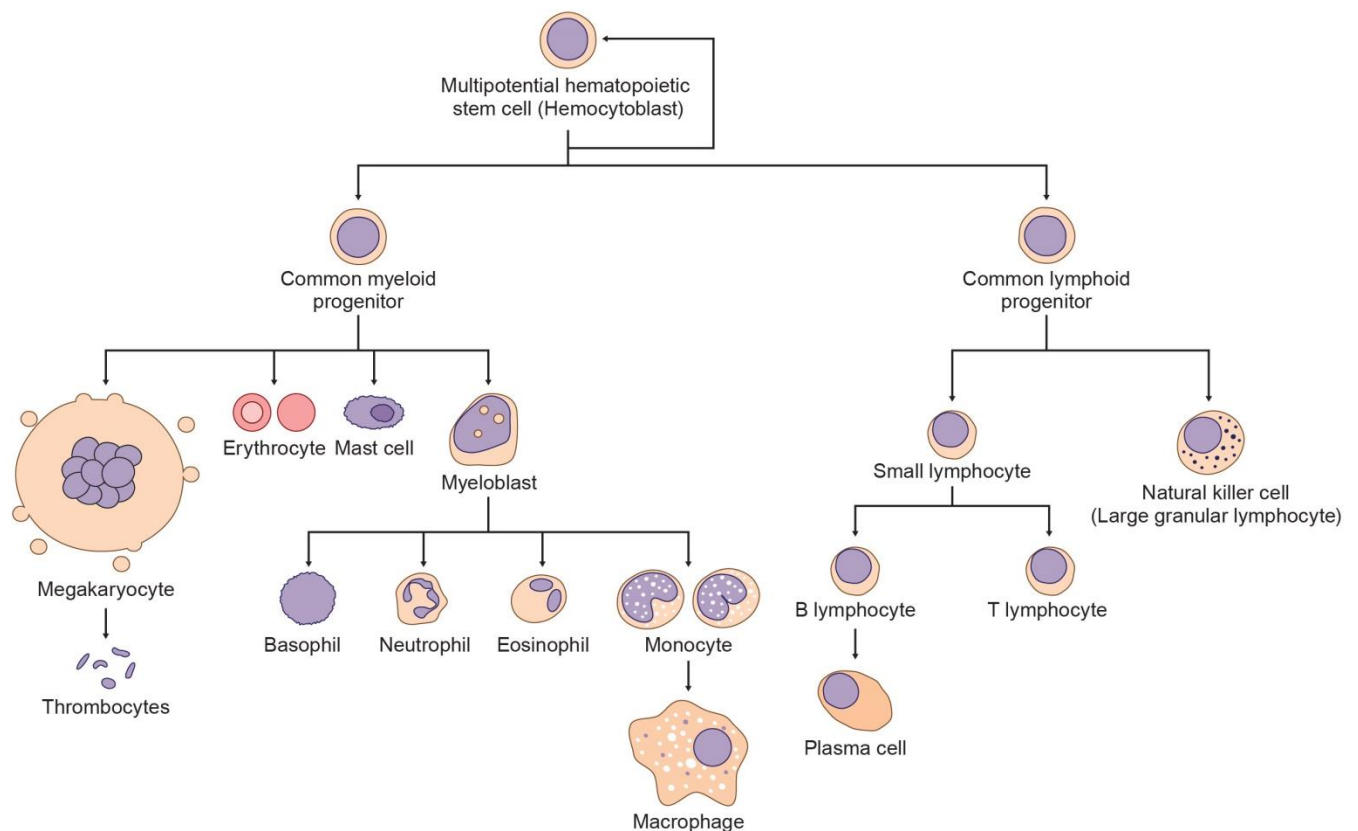 Multipotential hematopoietic
stem cell (Hemocytoblast)
Common myeloid
progenitor
Common lymphoid
progenitor
Erythrocyte
Mast cell
Myeloblast
Small lymphocyte
Natural killer cell
(Large granular lymphocyte)
Megakaryocyte
Basophil
Neutrophil
Eosinophil
Monocyte
B lymphocyte
T lymphocyte
Thrombocytes
Plasma cell
Macrophage